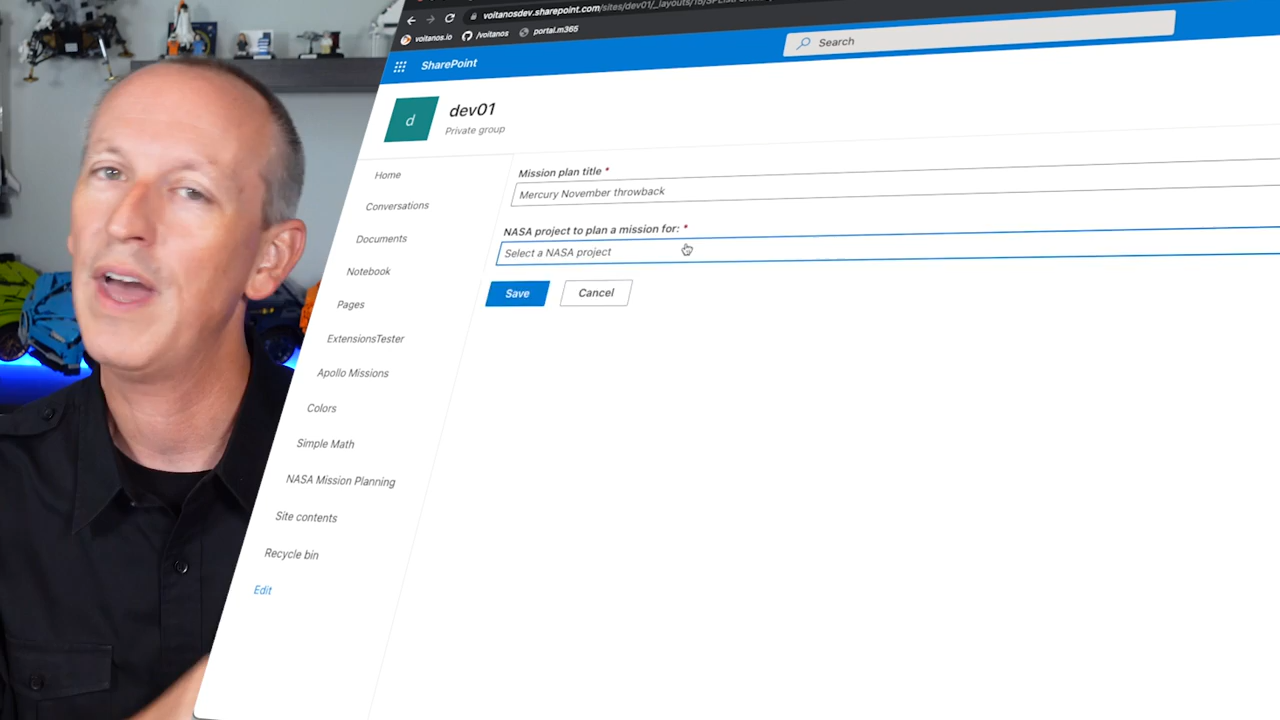 voitanosdev.sharepoint.com/sites/dev01/_layouts/15/
voitanos.io
/voitanos
portal.m365
SharePoint
Search
d
dev01
Private group
Home
Conversations
Documents
Notebook
Pages
ExtensionsTester
Apollo Missions
Colors
Simple Math
NASA Mission Planning
Site contents
Recycle bin
Edit
Mission plan title *
Mercury November throwback
NASA project to plan a mission for: *
Select a NASA project
Save
Cancel